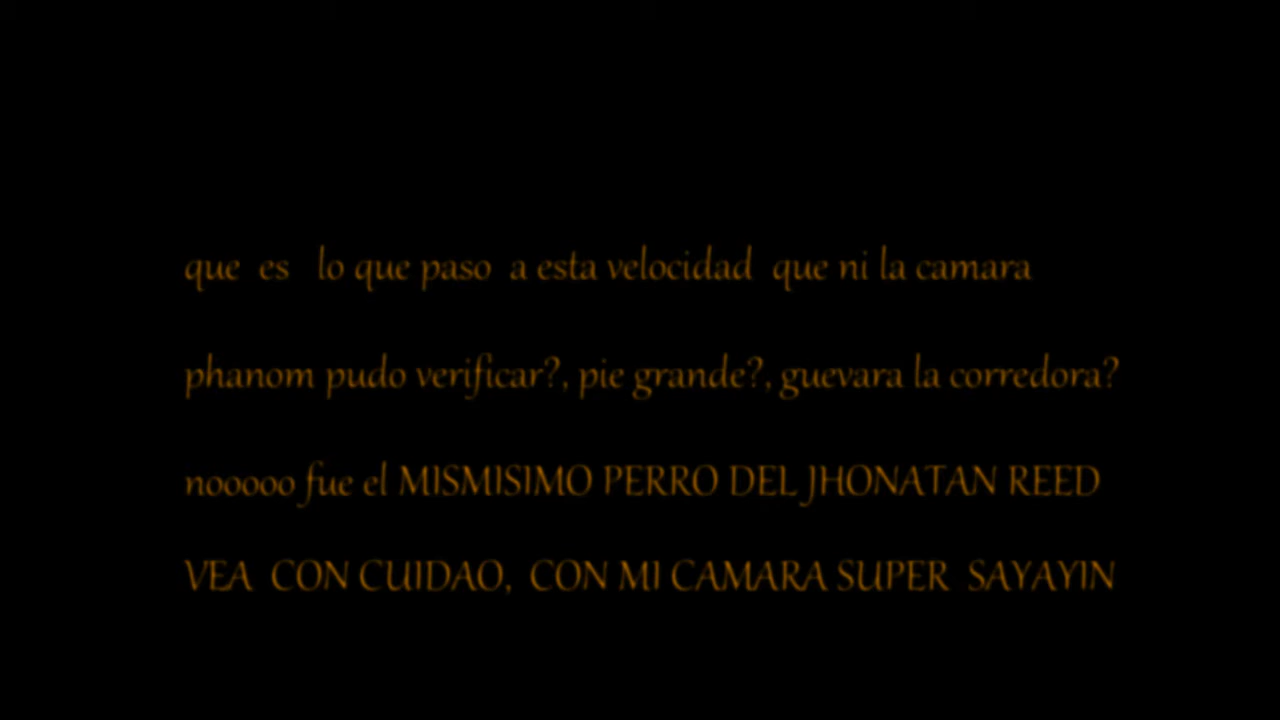 que es lo que paso a esta velocidad que ni la camara
phanom pudo verificar?, pie grande?, guevara la corredora?
nooooo fue el MISMISIMO PERRO DEL JHONATAN REED
VEA CON CUIDAO, CON MI CAMARA SUPER SAYAYIN